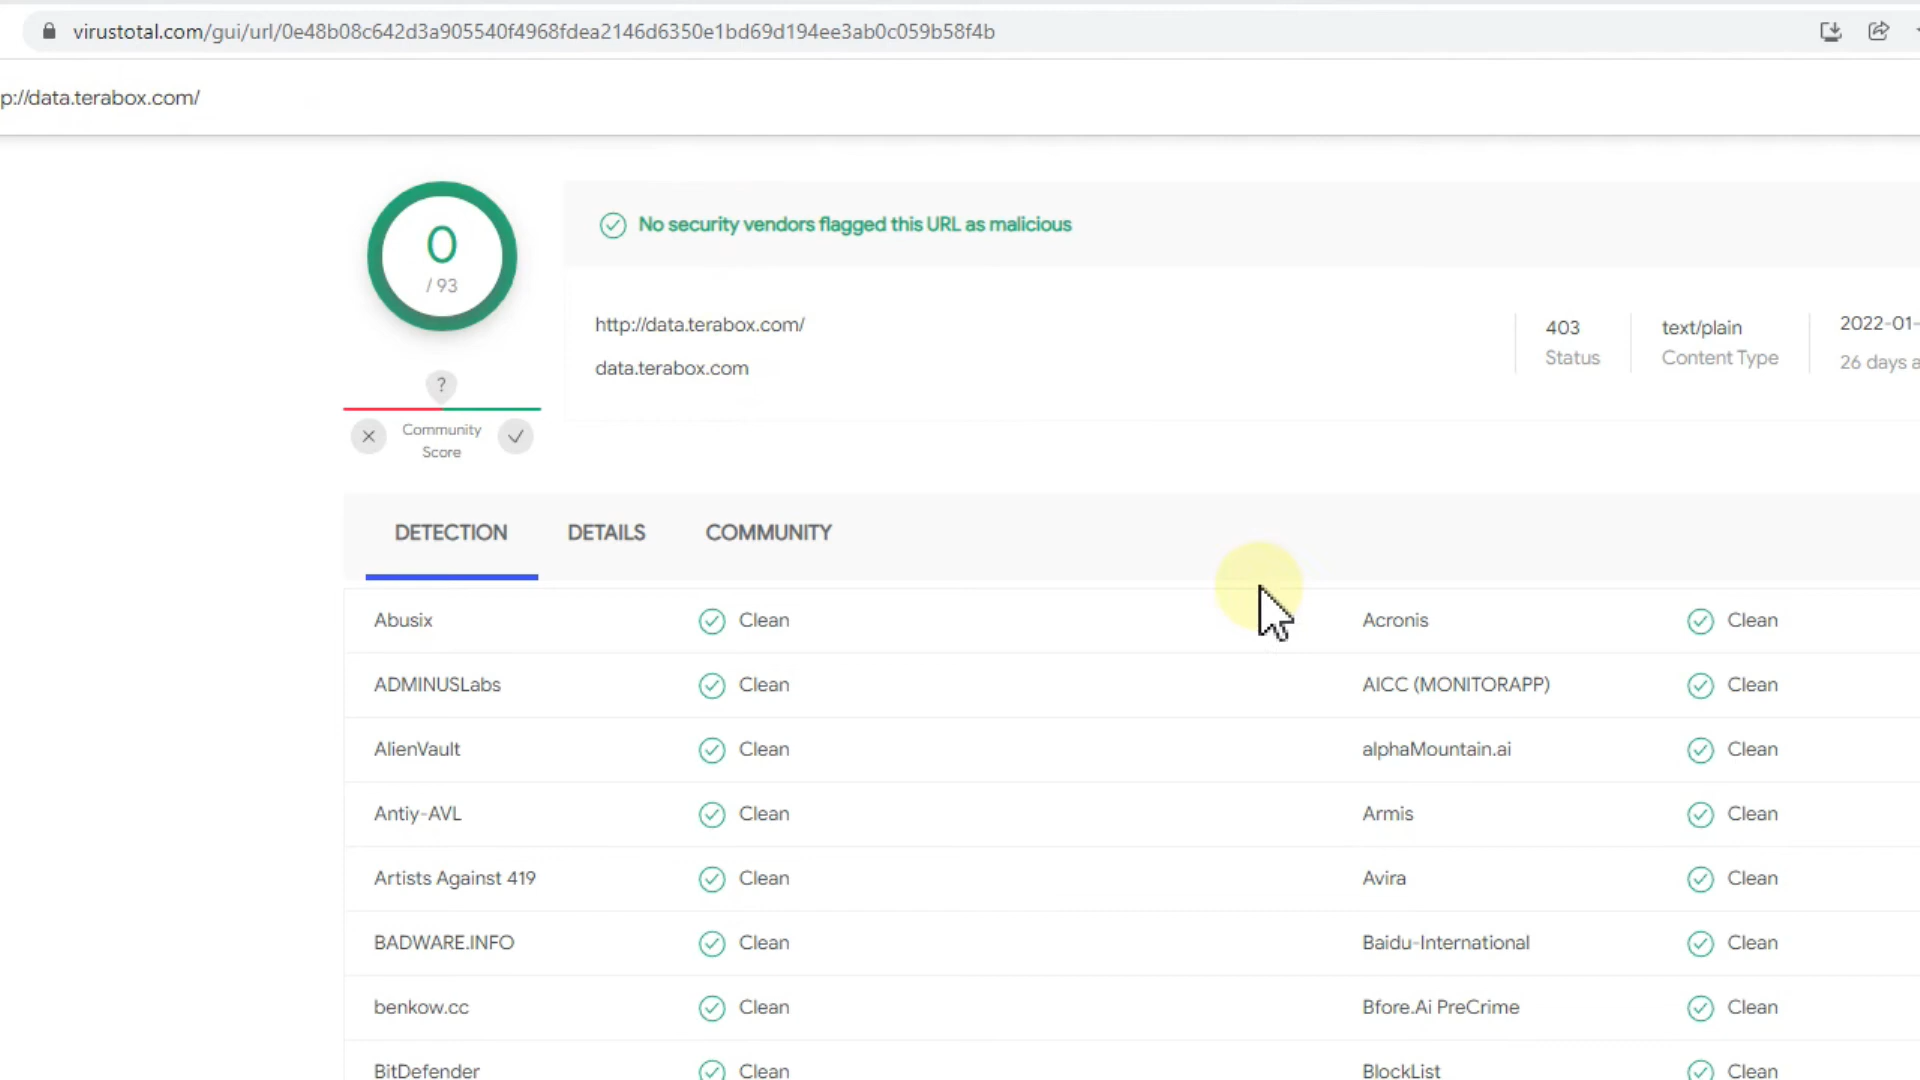 virustotal.com/gui/url/0e48b08c642d3a905540f4968fdea2146d6350e1bd69d194ee3ab0c059b58f4b
p://data.terabox.com/
0
/ 93
No security vendors flagged this URL as malicious
http://data.terabox.com/
data.terabox.com
403
Status
text/plain
Content Type
2022-01-
26 days a
?
Community
Score
DETECTION DETAILS COMMUNITY
Abusix Clean Acronis Clean
ADMINUSLabs Clean AICC (MONITORAPP) Clean
AlienVault Clean alphaMountain.ai Clean
Antiy-AVL Clean Armis Clean
Artists Against 419 Clean Avira Clean
BADWARE.INFO Clean Baidu-International Clean
benkow.cc Clean Bfore.Ai PreCrime Clean
BitDefender Clean BlockList Clean